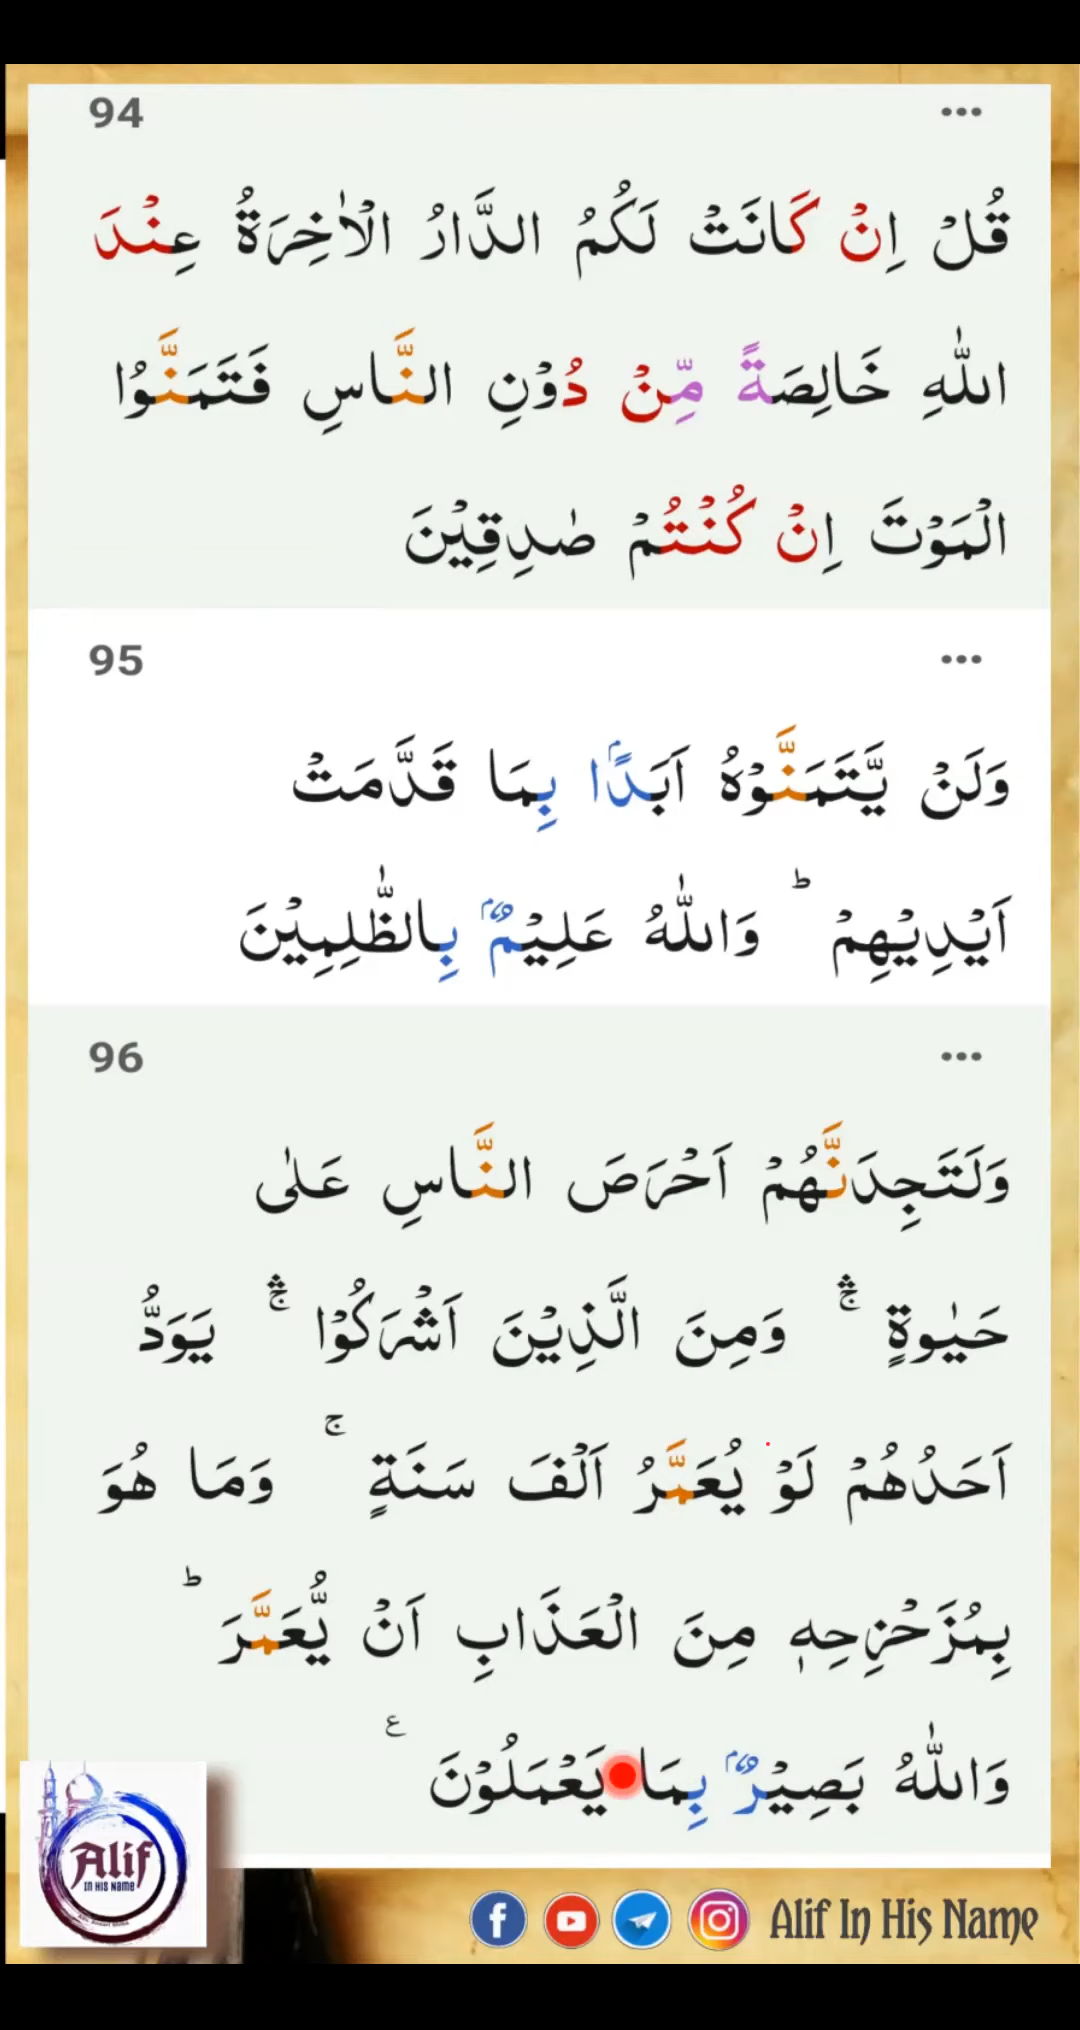 94
قُلْ اِنْ كَانَتْ لَكُمُ الدَّارُ الْاٰخِرَةُ عِنْدَ
اللّٰهِ خَالِصَةً مِّنْ دُوْنِ النَّاسِ فَتَمَنَّوُا
الْمَوْتَ اِنْ كُنْتُمْ صٰدِقِيْنَ
95
وَلَنْ يَّتَمَنَّوْهُ اَبَدًۢا بِمَا قَدَّمَتْ
اَيْدِيْهِمْ ؕ وَاللّٰهُ عَلِيْمٌۢ بِالظّٰلِمِيْنَ
96
وَلَتَجِدَنَّهُمْ اَحْرَصَ النَّاسِ عَلٰى
حَيٰوةٍ ۛۚ وَمِنَ الَّذِيْنَ اَشْرَكُوْا ۛۚ يَوَدُّ
اَحَدُهُمْ لَوْ يُعَمَّرُ اَلْفَ سَنَةٍ ۚ وَمَا هُوَ
بِمُزَحْزِحِهٖ مِنَ الْعَذَابِ اَنْ يُّعَمَّرَ ؕ
وَاللّٰهُ بَصِيْرٌۢ بِمَا يَعْمَلُوْنَ ع
Alif
IN HIS NAME
Alif In His Name